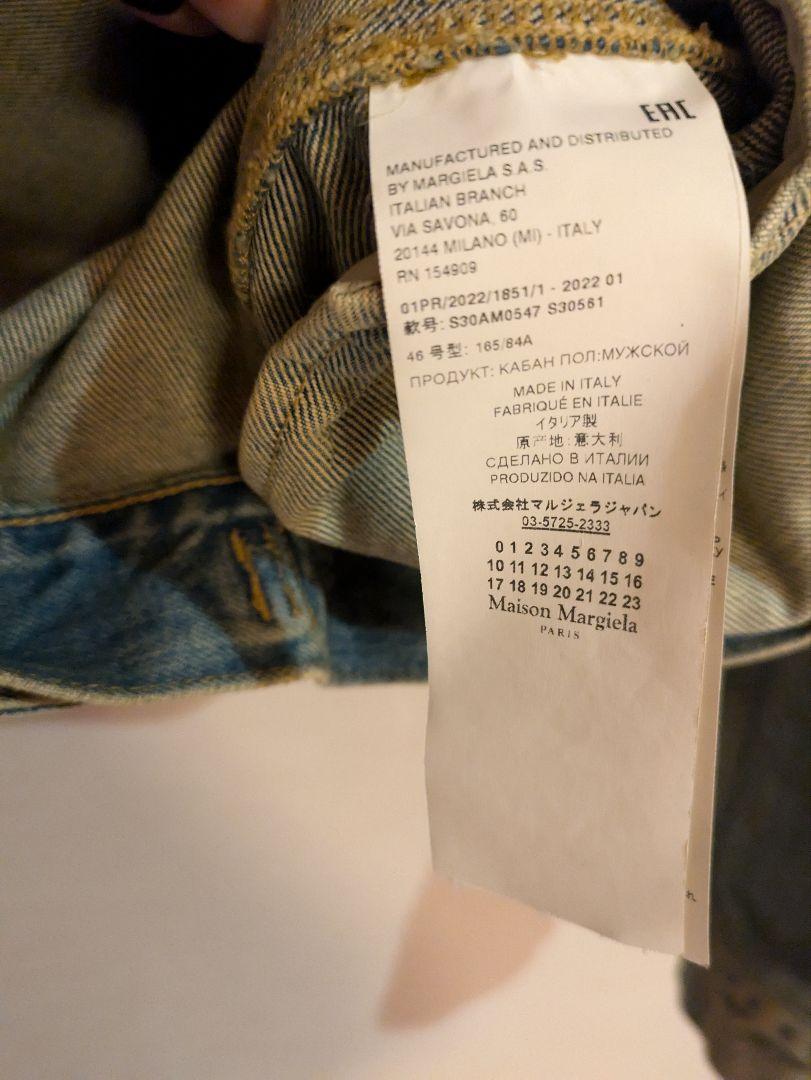 EAC
MANUFACTURED AND DISTRIBUTED
BY MARGIELA S.A.S.
ITALIAN BRANCH
VIA SAVONA, 60
20144 MILANO (MI) - ITALY
RN 154909
01PR/2022/1851/1 - 2022 01
款号: S30AM0547 S30561
46 号型: 165/84A
ПРОДУКТ: КАБАН ПОЛ:МУЖСКОЙ
MADE IN ITALY
FABRIQUÉ EN ITALIE
イタリア製
原产地: 意大利
СДЕЛАНО В ИТАЛИИ
PRODUZIDO NA ITALIA
株式会社マルジェラジャパン
03-5725-2333
0 1 2 3 4 5 6 7 8 9
10 11 12 13 14 15 16
17 18 19 20 21 22 23
Maison Margiela
PARIS